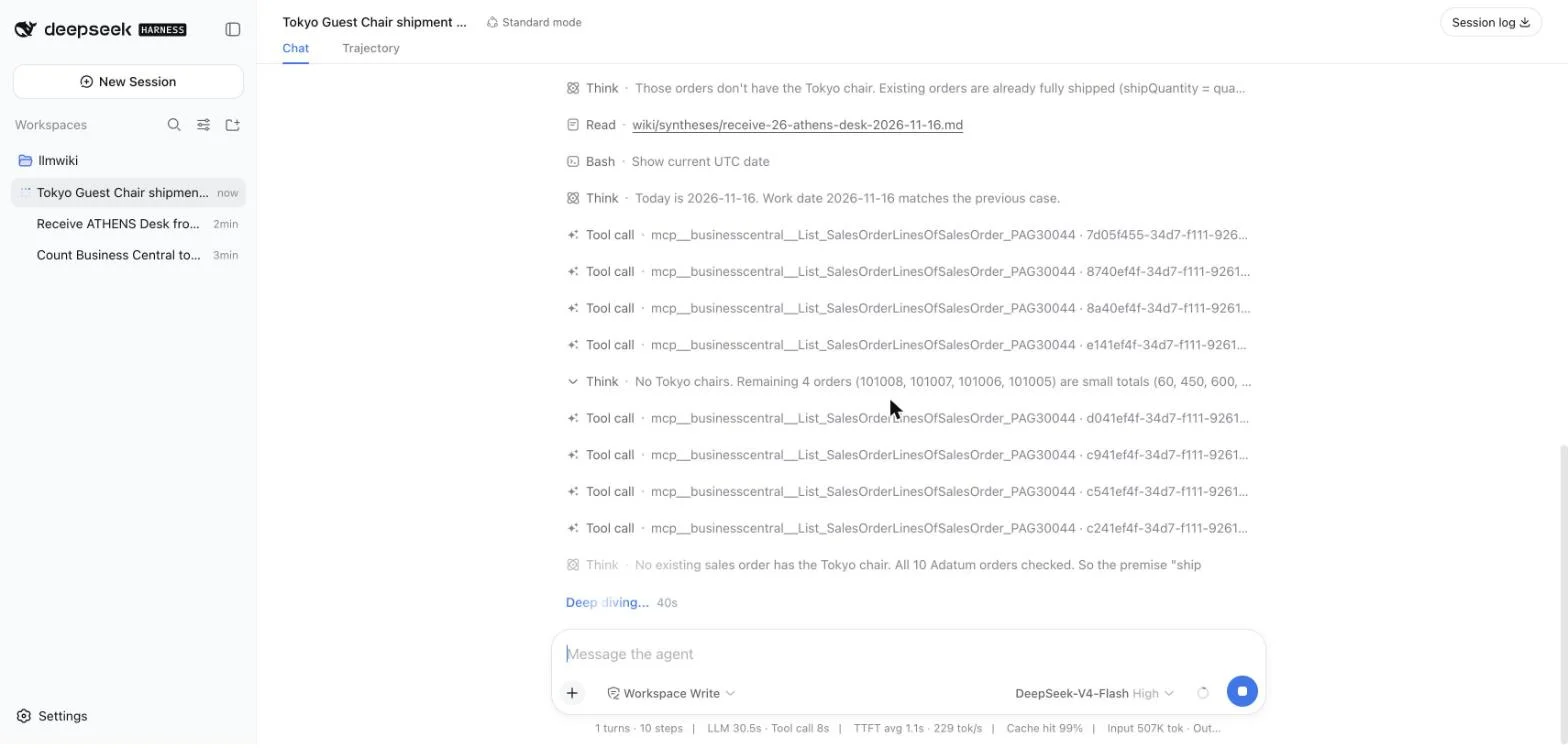 deepseek HARNESS
New Session
Workspaces
llmwiki
Tokyo Guest Chair shipmen... now
Receive ATHENS Desk fro... 2min
Count Business Central to... 3min
Settings
Tokyo Guest Chair shipment ... Standard mode
Session log
Chat Trajectory
Think · Those orders don't have the Tokyo chair. Existing orders are already fully shipped (shipQuantity = qua...
Read · wiki/syntheses/receive-26-athens-desk-2026-11-16.md
Bash · Show current UTC date
Think · Today is 2026-11-16. Work date 2026-11-16 matches the previous case.
Tool call · mcp__businesscentral__List_SalesOrderLinesOfSalesOrder_PAG30044 · 7d05f455-34d7-f111-926...
Tool call · mcp__businesscentral__List_SalesOrderLinesOfSalesOrder_PAG30044 · 8740ef4f-34d7-f111-9261...
Tool call · mcp__businesscentral__List_SalesOrderLinesOfSalesOrder_PAG30044 · 8a40ef4f-34d7-f111-9261...
Tool call · mcp__businesscentral__List_SalesOrderLinesOfSalesOrder_PAG30044 · e141ef4f-34d7-f111-9261...
Think · No Tokyo chairs. Remaining 4 orders (101008, 101007, 101006, 101005) are small totals (60, 450, 600, ...
Tool call · mcp__businesscentral__List_SalesOrderLinesOfSalesOrder_PAG30044 · d041ef4f-34d7-f111-9261...
Tool call · mcp__businesscentral__List_SalesOrderLinesOfSalesOrder_PAG30044 · c941ef4f-34d7-f111-9261...
Tool call · mcp__businesscentral__List_SalesOrderLinesOfSalesOrder_PAG30044 · c541ef4f-34d7-f111-9261...
Tool call · mcp__businesscentral__List_SalesOrderLinesOfSalesOrder_PAG30044 · c241ef4f-34d7-f111-9261...
Think · No existing sales order has the Tokyo chair. All 10 Adatum orders checked. So the premise "ship
Deep diving... 40s
Message the agent
Workspace Write DeepSeek-V4-Flash High
1 turns · 10 steps | LLM 30.5s · Tool call 8s | TTFT avg 1.1s · 229 tok/s | Cache hit 99% | Input 507K tok · Out...